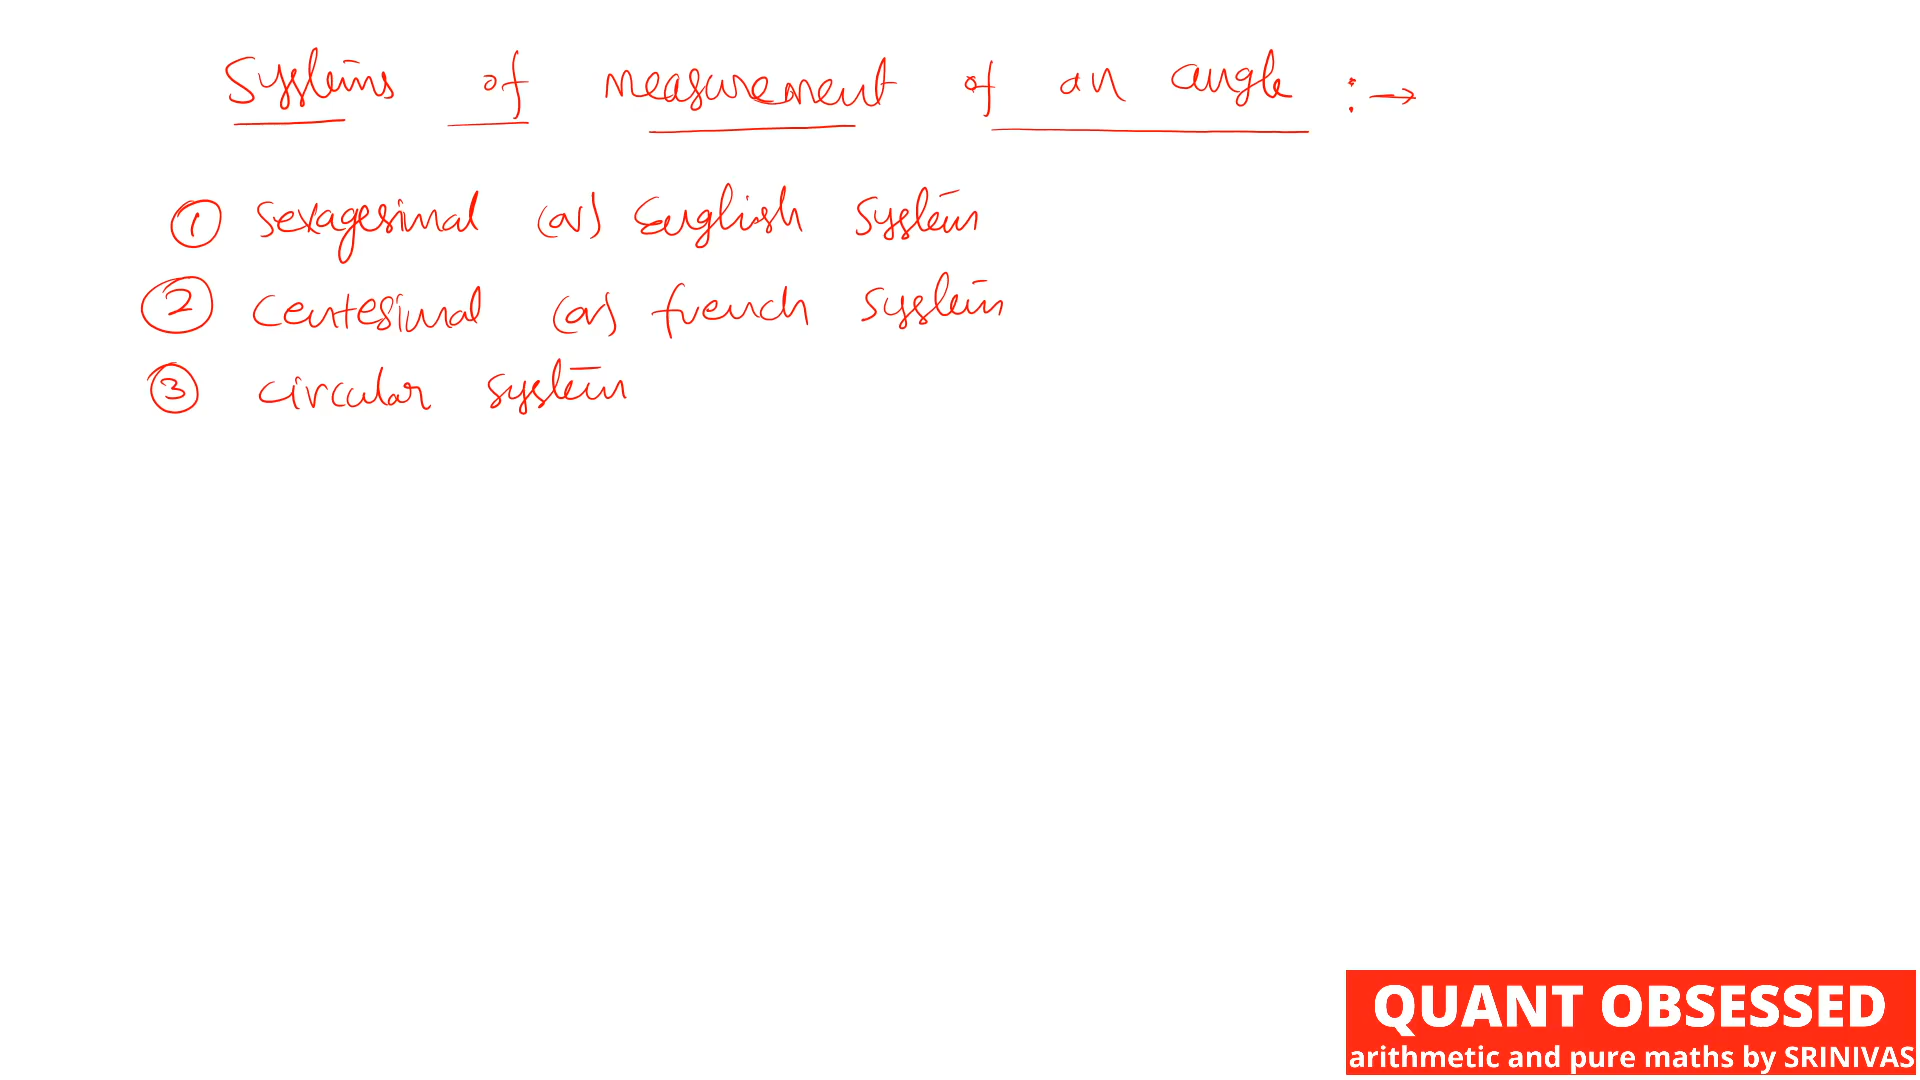 Systems of measurement of an angle :→
① Sexagesimal (or) English System
② Centesimal (or) french System
③ Circular system
QUANT OBSESSED
arithmetic and pure maths by SRINIVAS